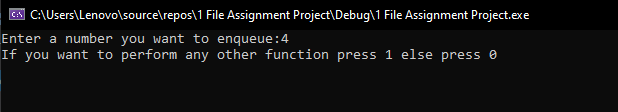 C:\Users\Lenovo\source\repos\1 File Assignment Project\Debug\1 File Assignment Project.exe
Enter a number you want to enqueue:4
If you want to perform any other function press 1 else press 0